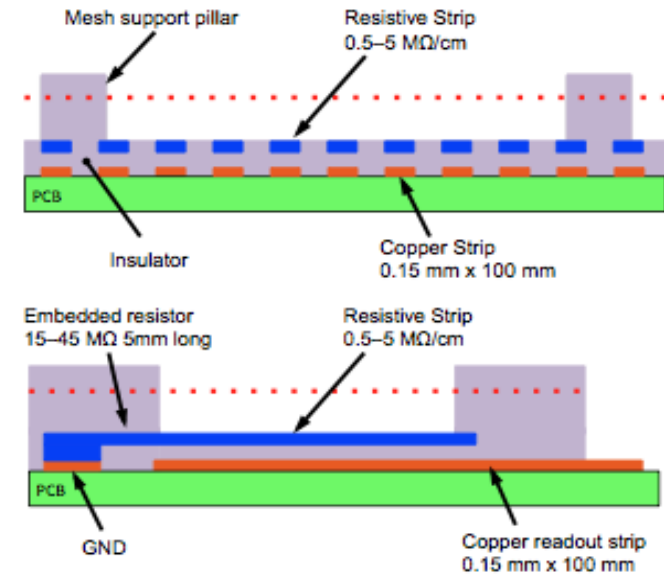 Mesh support pillar
Resistive Strip
0.5–5 MΩ/cm
PCB
Insulator
Copper Strip
0.15 mm x 100 mm
Embedded resistor
15–45 MΩ 5mm long
Resistive Strip
0.5–5 MΩ/cm
PCB
GND
Copper readout strip
0.15 mm x 100 mm